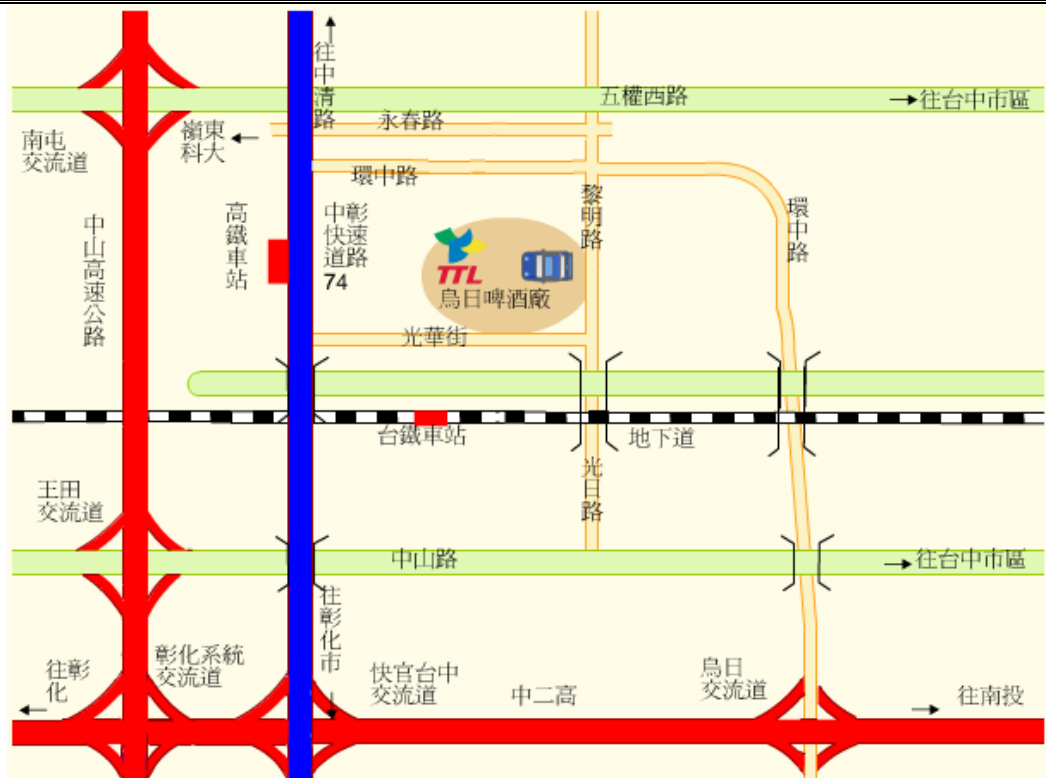 往中清路
五權西路
往台中市區
永春路
嶺東
科大
南屯
交流道
環中路
黎明路
環中路
高鐵車站
中彰
快速
道路
74
中山高速公路
TTL
烏日啤酒廠
光華街
台鐵車站
地下道
光日路
王田
交流道
中山路
往台中市區
往彰化市
彰化系統
交流道
往彰
化
快官台中
交流道
中二高
烏日
交流道
往南投